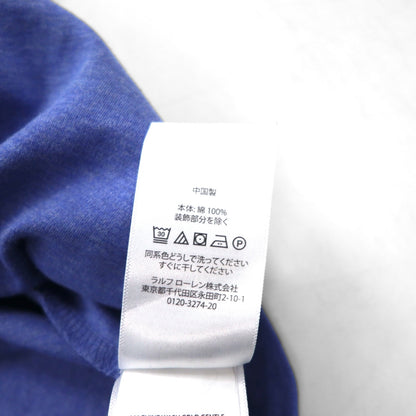 中国製
本体: 綿 100%
装飾部分を除く
30 P
同系色どうしで洗ってください
すぐに干してください
ラルフ ローレン株式会社
東京都千代田区永田町2-10-1
0120-3274-20